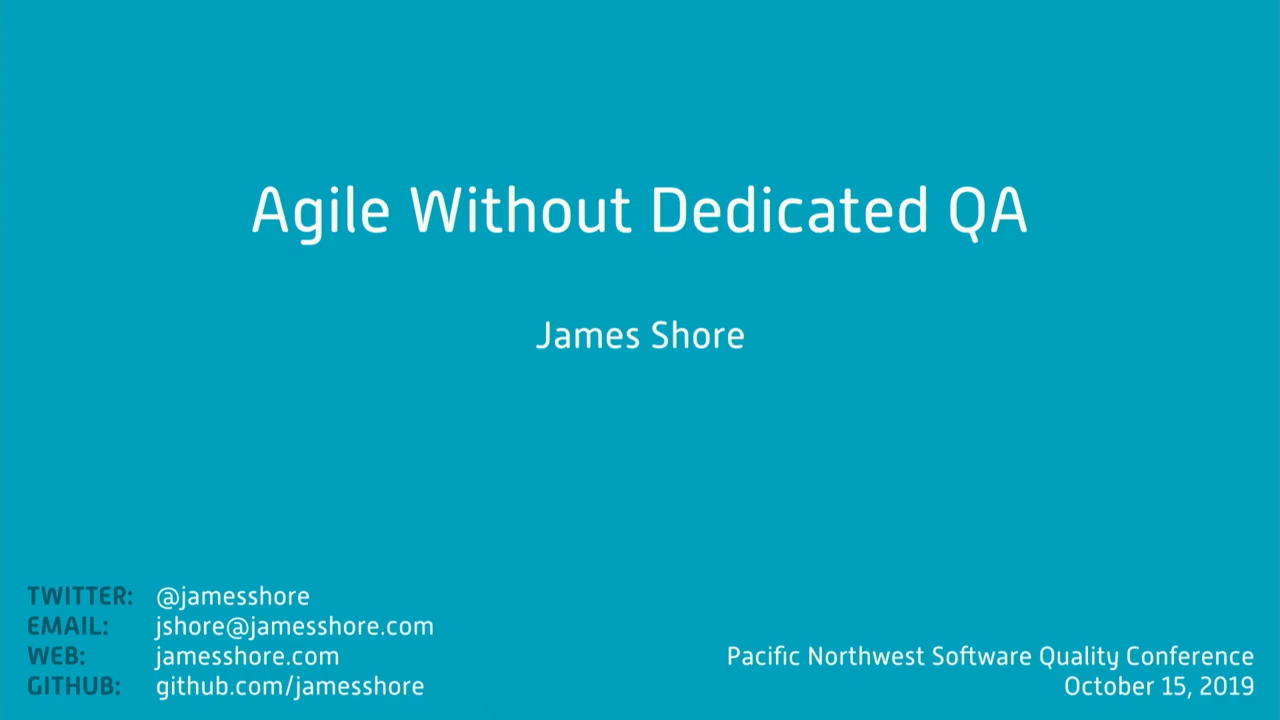 Agile Without Dedicated QA
James Shore
TWITTER: @jamesshore
EMAIL: jshore@jamesshore.com
WEB: jamesshore.com
GITHUB: github.com/jamesshore
Pacific Northwest Software Quality Conference
October 15, 2019